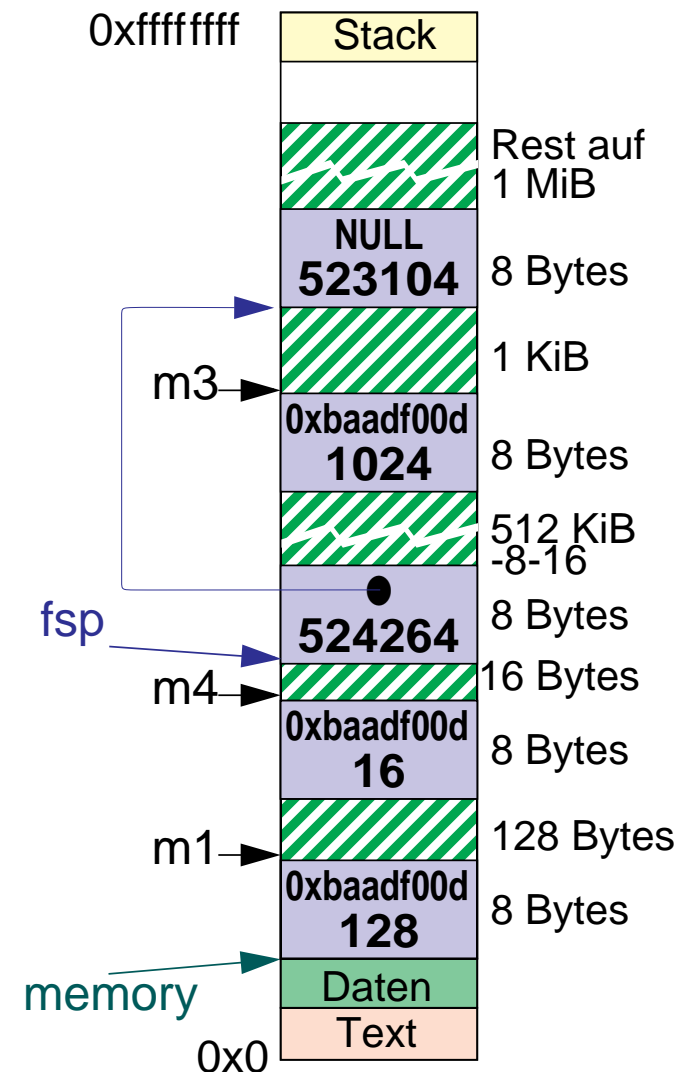 0xffffffff
Stack
Rest auf
1 MiB
NULL
523104
8 Bytes
1 KiB
m3
0xbaadf00d
1024
8 Bytes
512 KiB
-8-16
fsp
524264
8 Bytes
m4
16 Bytes
0xbaadf00d
16
8 Bytes
m1
128 Bytes
0xbaadf00d
128
8 Bytes
memory
Daten
Text
0x0